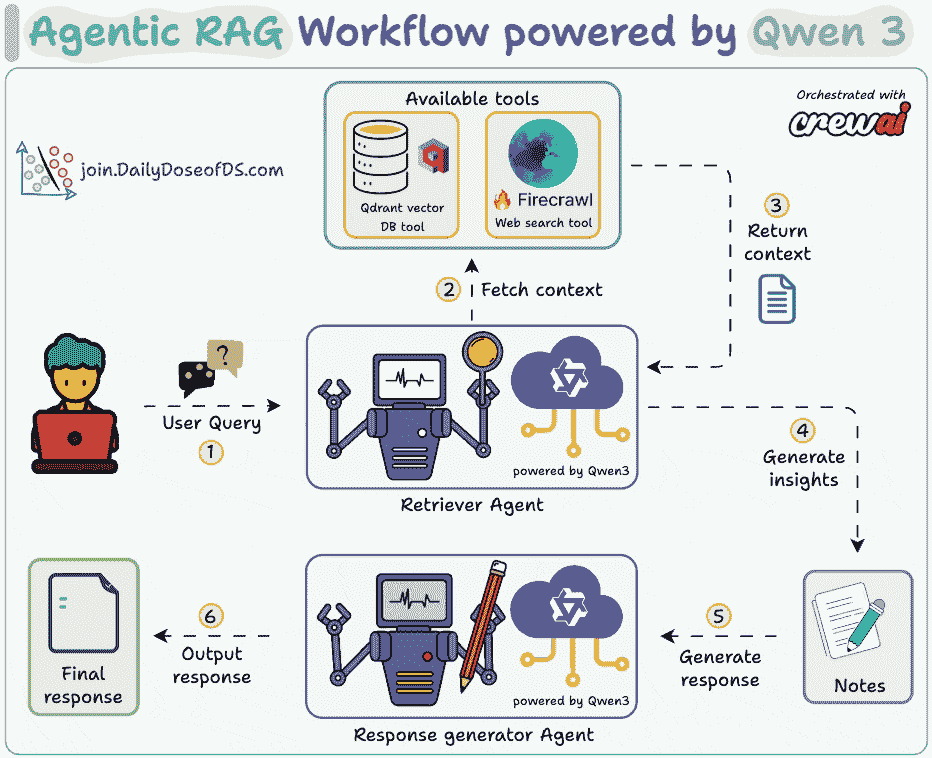 Agentic RAG Workflow powered by Qwen 3
Available tools
Orchestrated with
crewai
join.DailyDoseofDS.com
Qdrant vector
DB tool
Firecrawl
Web search tool
3
Return
context
2 Fetch context
?
User Query
1
powered by Qwen3
Retriever Agent
4
Generate
insights
6
Output
response
Final
response
powered by Qwen3
Response generator Agent
5
Generate
response
Notes